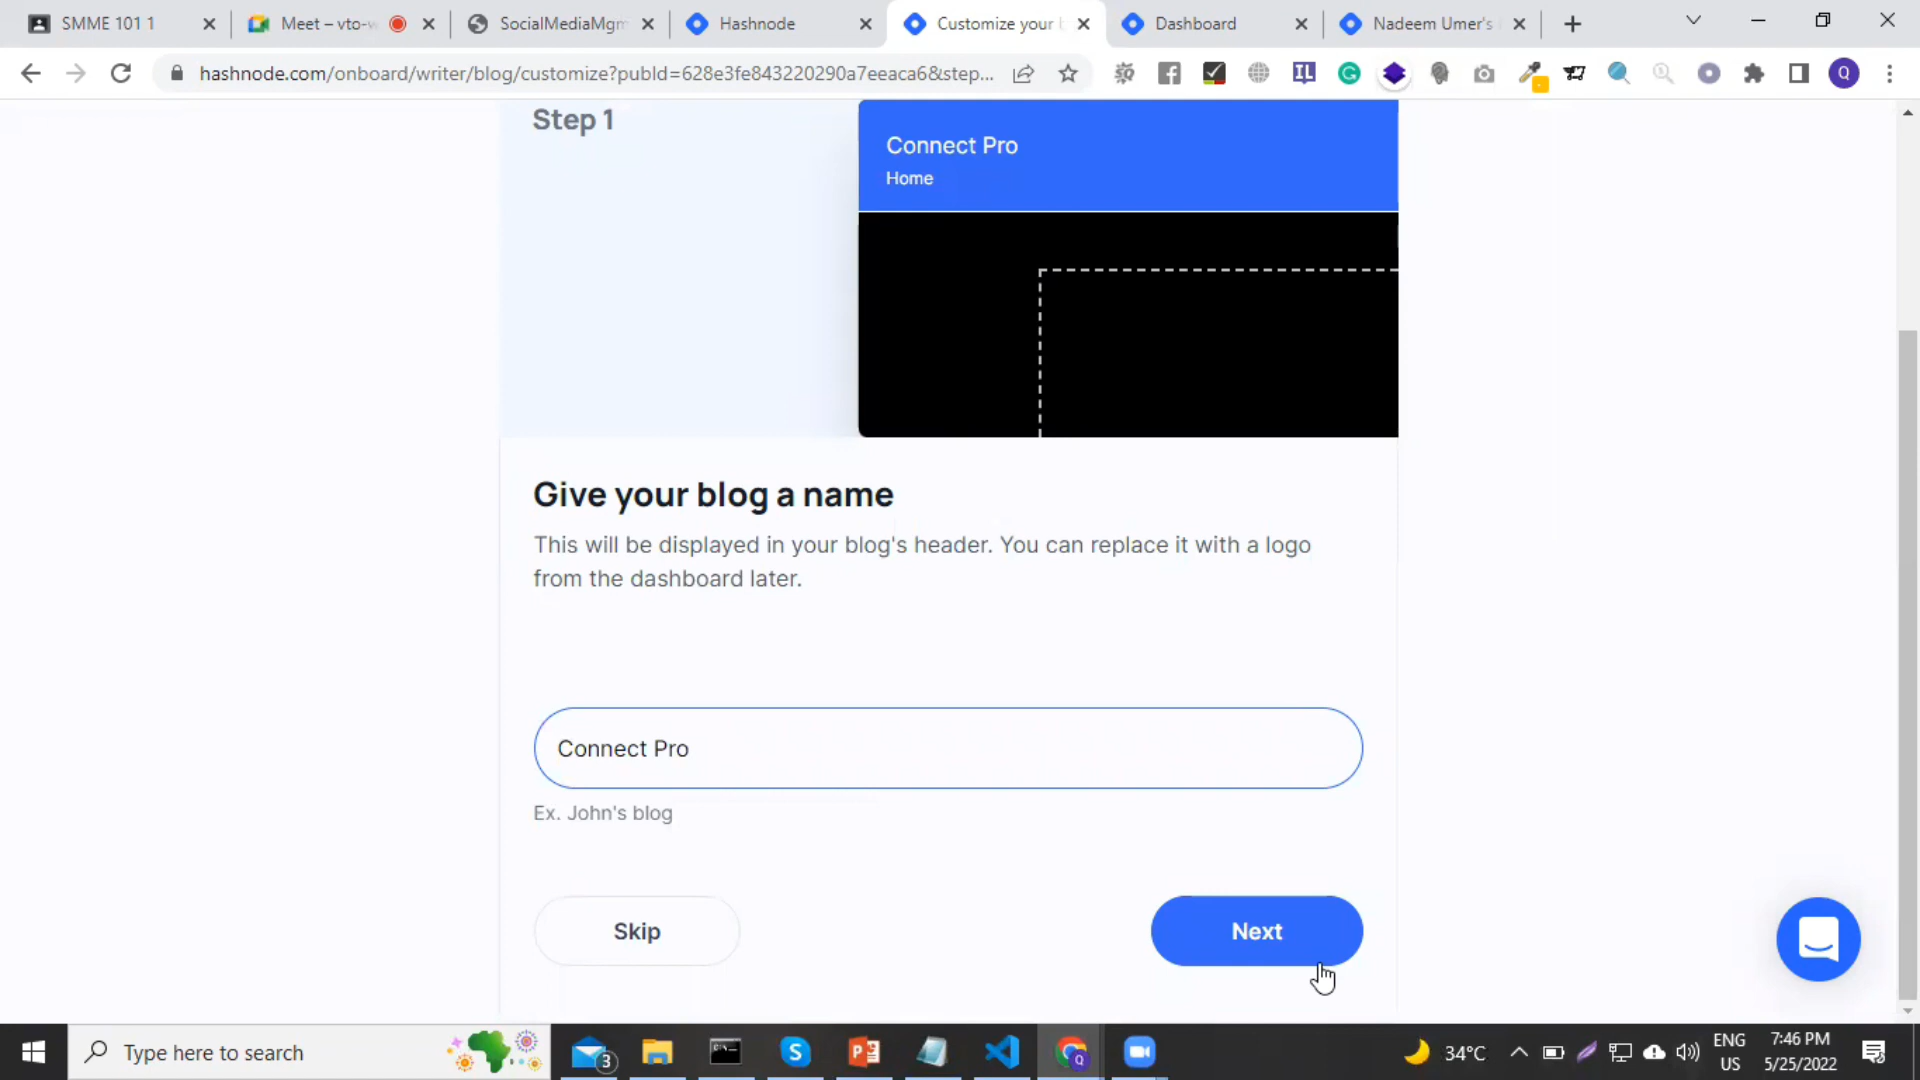 SMME 101 1
Meet – vto-w
SocialMediaMgm
Hashnode
Customize your b
Dashboard
Nadeem Umer's
hashnode.com/onboard/writer/blog/customize?pubId=628e3fe843220290a7eeaca6&step...
IL
Q
Step 1
Connect Pro
Home
Give your blog a name
This will be displayed in your blog's header. You can replace it with a logo
from the dashboard later.
Connect Pro
Ex. John's blog
Skip
Next
Type here to search
3
34°C
ENG
US
7:46 PM
5/25/2022